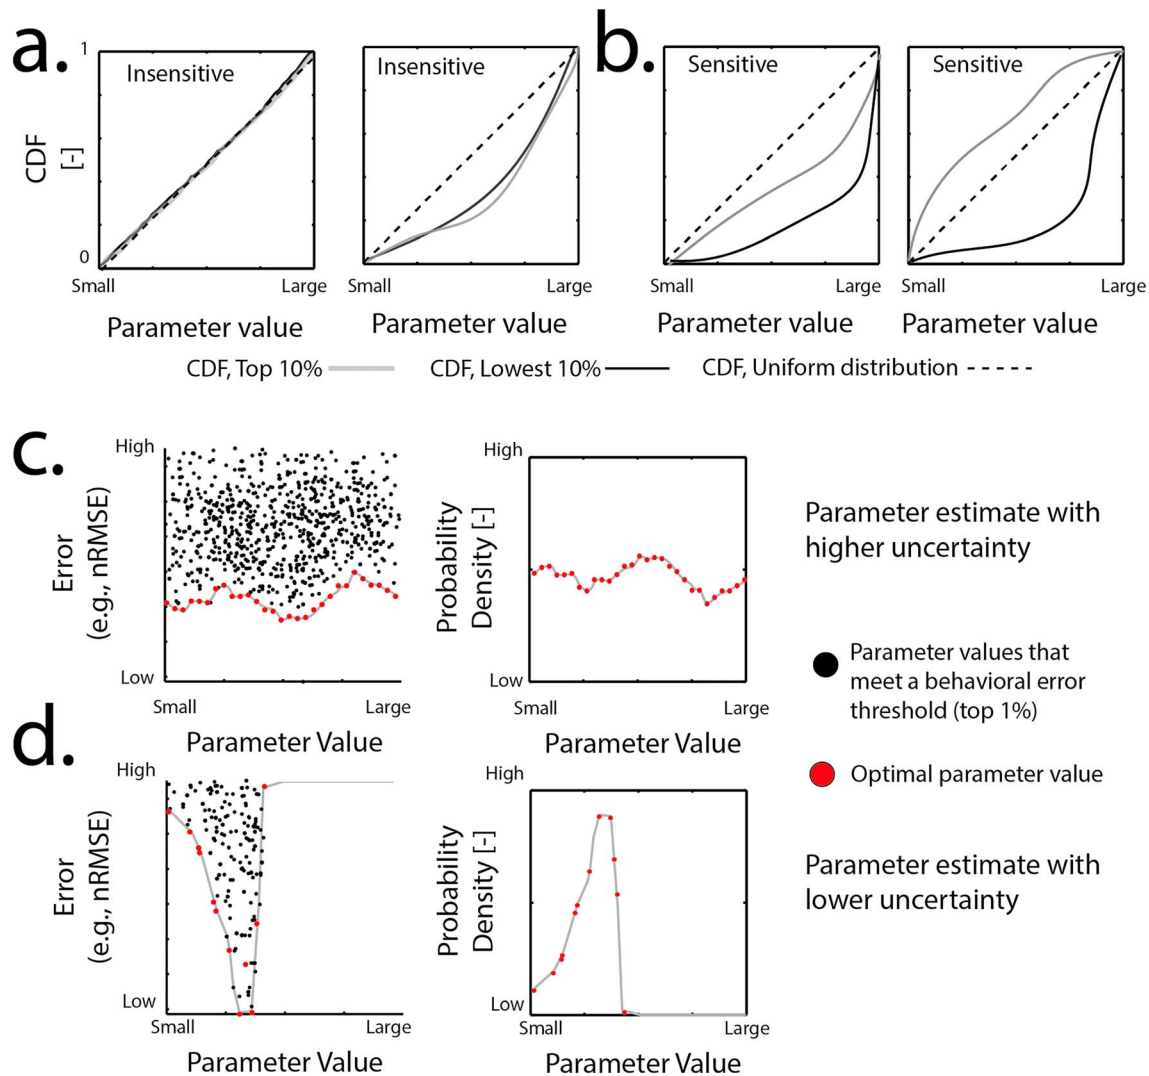 a.
b.
Insensitive
Insensitive
Sensitive
Sensitive
1
CDF
[-]
0
Small
Large
Small
Large
Small
Large
Small
Large
Parameter value
Parameter value
Parameter value
Parameter value
CDF, Top 10%
CDF, Lowest 10%
CDF, Uniform distribution
c.
High
Error
(e.g., nRMSE)
Low
Small
Large
Parameter Value
High
Probability
Density [-]
Low
Small
Large
Parameter Value
Parameter estimate with
higher uncertainty
Parameter values that
meet a behavioral error
threshold (top 1%)
Optimal parameter value
d.
High
Error
(e.g., nRMSE)
Low
Small
Large
Parameter Value
High
Probability
Density [-]
Low
Small
Large
Parameter Value
Parameter estimate with
lower uncertainty